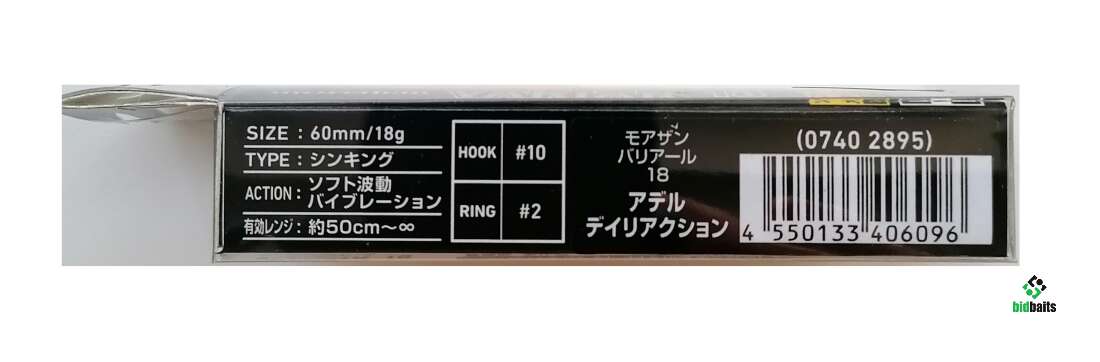 SIZE : 60mm/18g
TYPE : シンキング
ACTION : ソフト波動
バイブレーション
有効レンジ : 約50cm～∞
HOOK #10
RING #2
モアザン
バリアール
18
アデル
デイリアクション
(0740 2895)
4 550133 406096
bidbaits